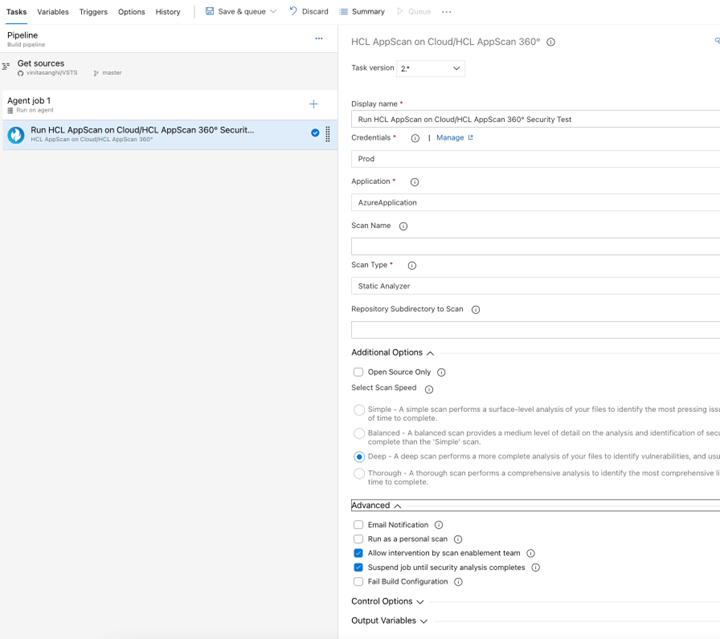 Tasks Variables Triggers Options History Save & queue Discard Summary Queue
Pipeline
Build pipeline
Get sources
vinitasanghi/VSTS master
Agent job 1
Run on agent
Run HCL AppScan on Cloud/HCL AppScan 360° Securit...
HCL AppScan on Cloud/HCL AppScan 360°
HCL AppScan on Cloud/HCL AppScan 360°
Task version 2.*
Display name *
Run HCL AppScan on Cloud/HCL AppScan 360° Security Test
Credentials * | Manage
Prod
Application *
AzureApplication
Scan Name
Scan Type *
Static Analyzer
Repository Subdirectory to Scan
Additional Options
Open Source Only
Select Scan Speed
Simple - A simple scan performs a surface-level analysis of your files to identify the most pressing issu
of time to complete.
Balanced - A balanced scan provides a medium level of detail on the analysis and identification of secu
complete than the 'Simple' scan.
Deep - A deep scan performs a more complete analysis of your files to identify vulnerabilities, and usu
Thorough - A thorough scan performs a comprehensive analysis to identify the most comprehensive li
time to complete.
Advanced
Email Notification
Run as a personal scan
Allow intervention by scan enablement team
Suspend job until security analysis completes
Fail Build Configuration
Control Options
Output Variables